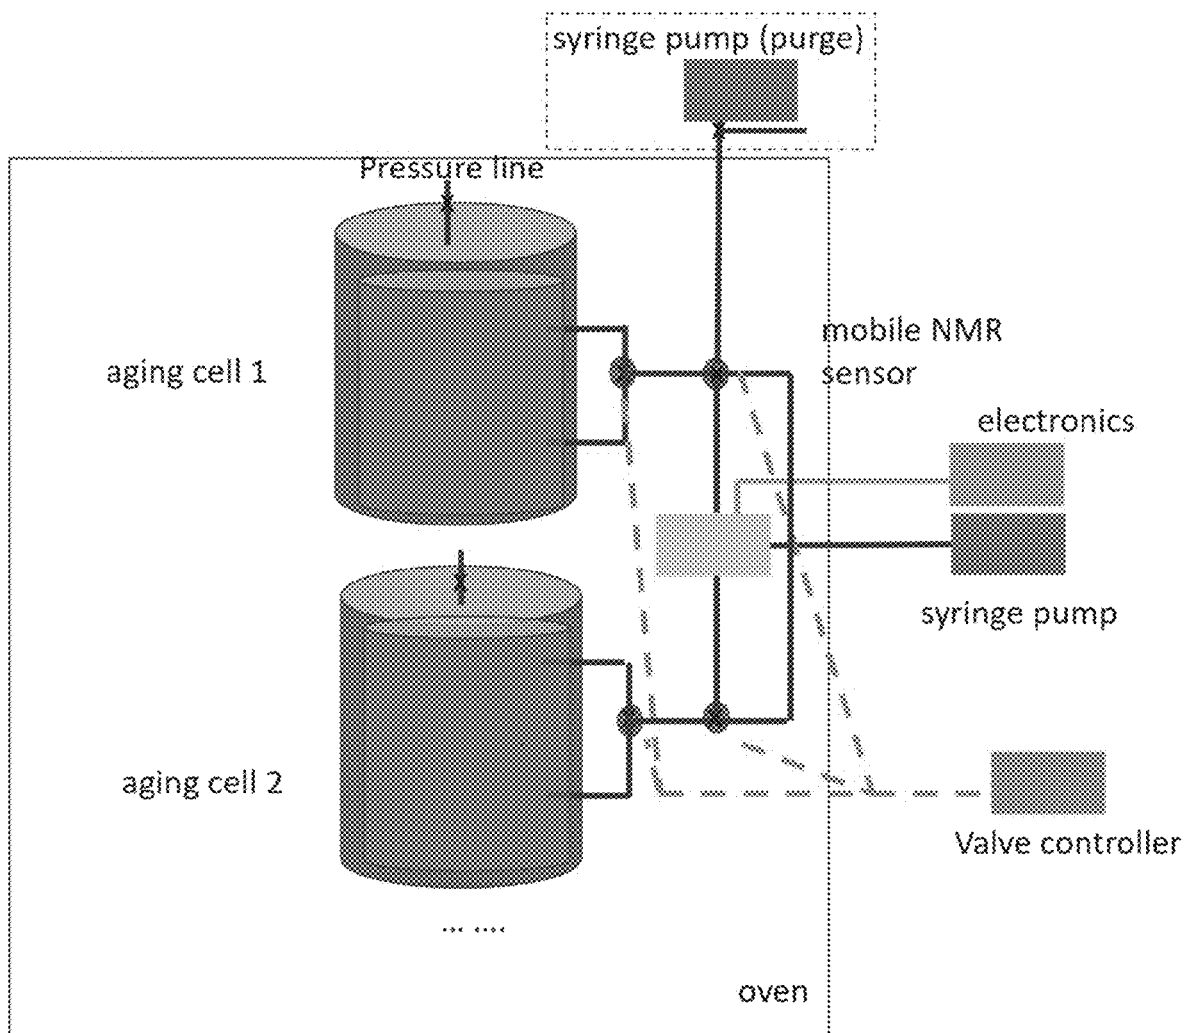 syringe pump (purge)
Pressure line
mobile NMR
sensor
aging cell 1
electronics
syringe pump
aging cell 2
Valve controller
... ....
oven